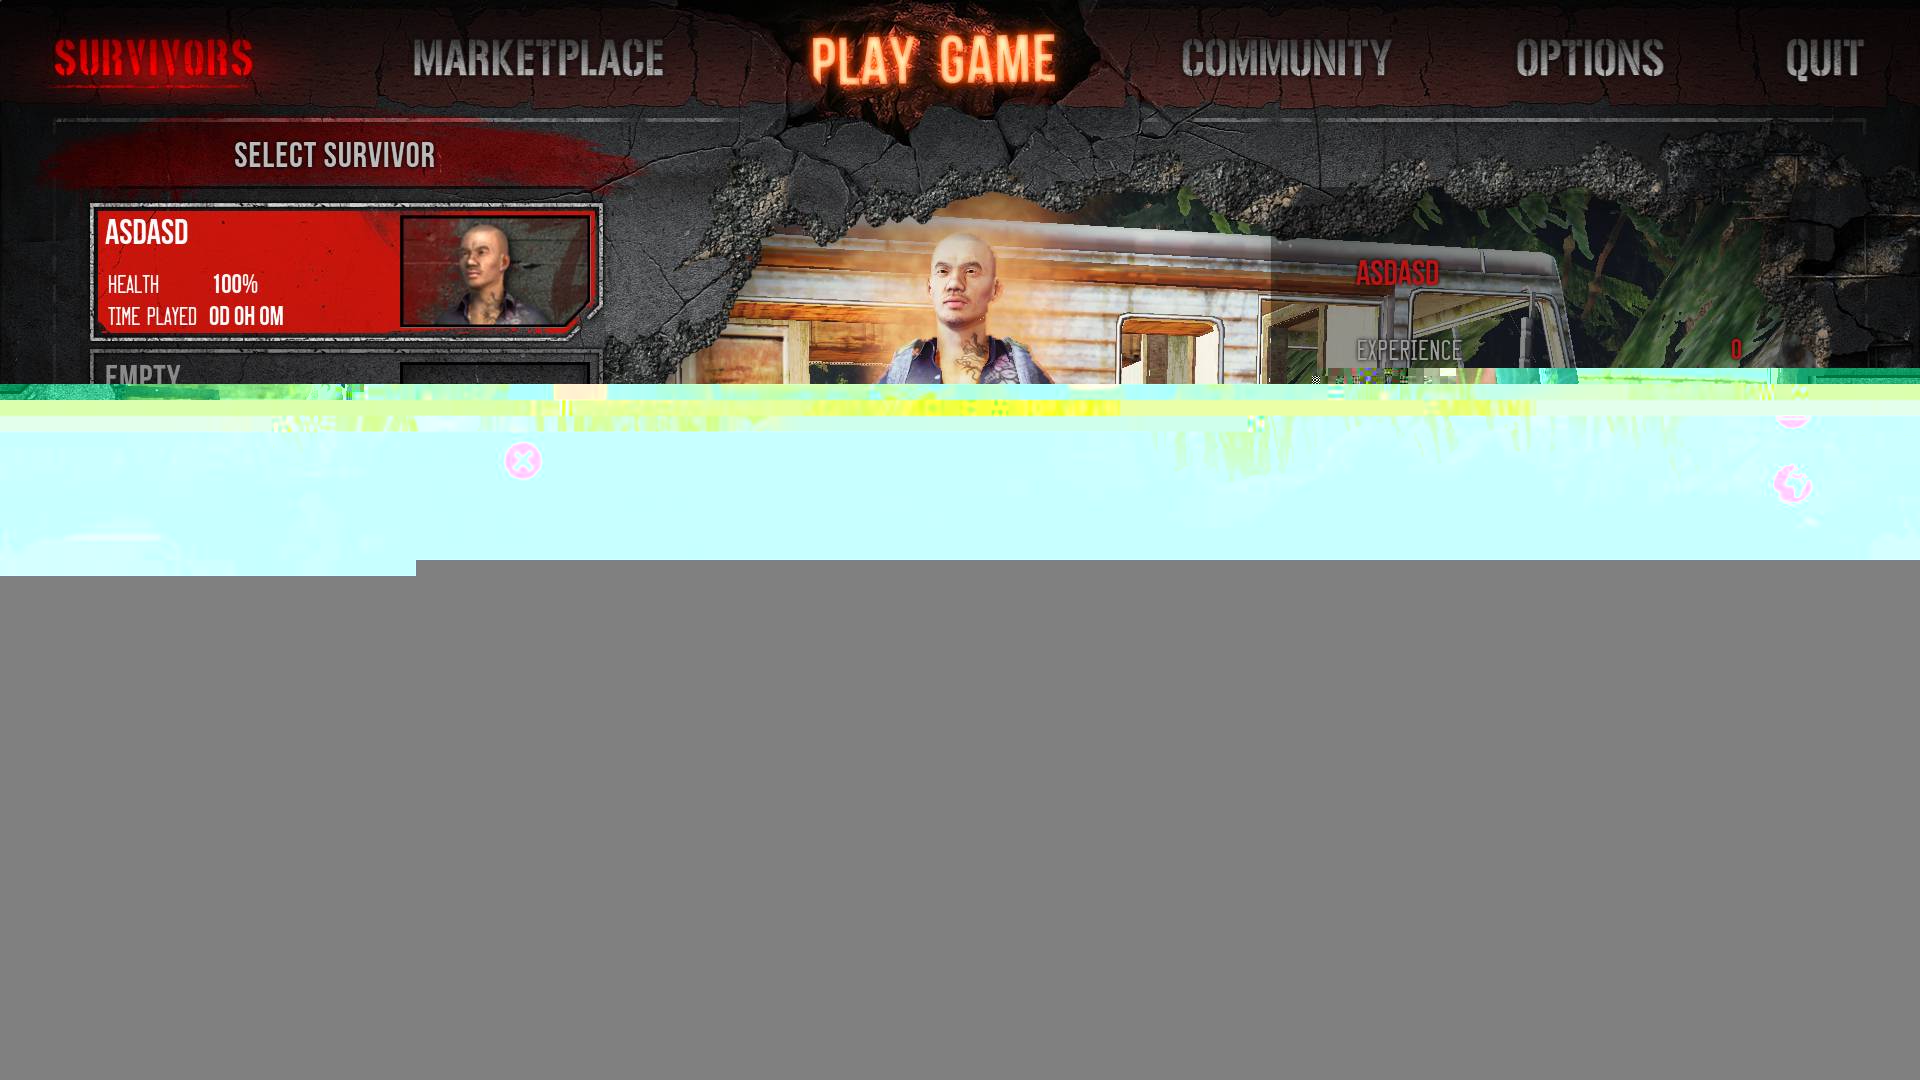 SURVIVORS
MARKETPLACE
PLAY GAME
COMMUNITY
OPTIONS
QUIT
SELECT SURVIVOR
ASDASD
HEALTH 100%
TIME PLAYED 0D 0H 0M
EMPTY
ASDASD
EXPERIENCE 0